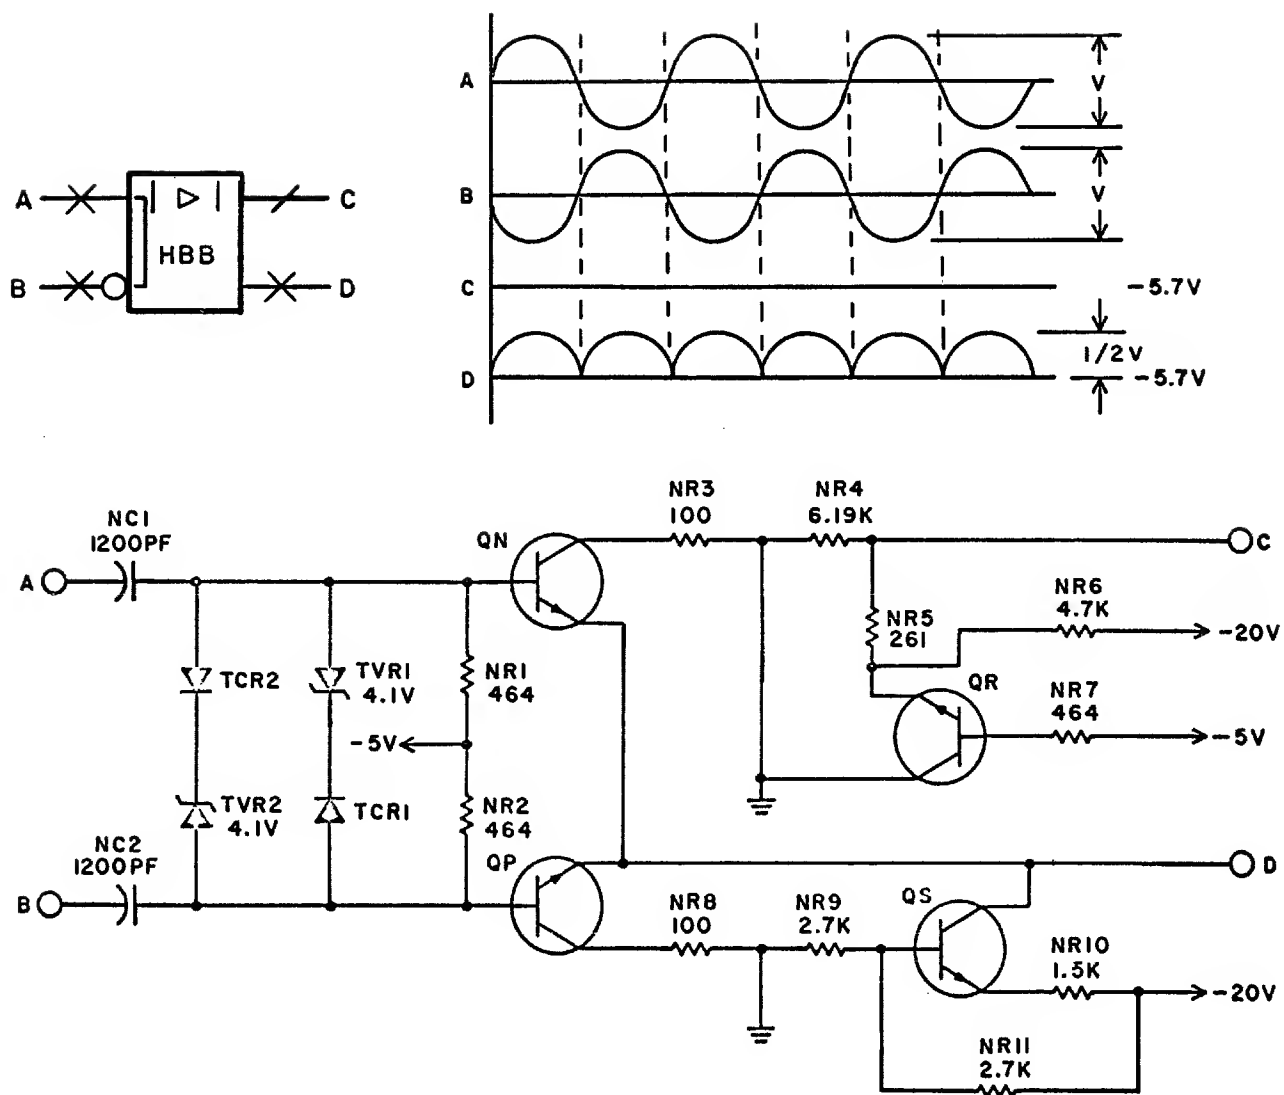 A
B
HBB
C
D
A
V
B
V
C
-5.7V
D
1/2V
-5.7V
NC1
1200PF
A
TCR2
TVR1
4.1V
NR1
464
-5V
TVR2
4.1V
TCR1
NR2
464
NC2
1200PF
B
QN
NR3
100
NR4
6.19K
C
NR5
261
NR6
4.7K
-20V
QR
NR7
464
-5V
QP
D
NR8
100
NR9
2.7K
QS
NR10
1.5K
-20V
NR11
2.7K